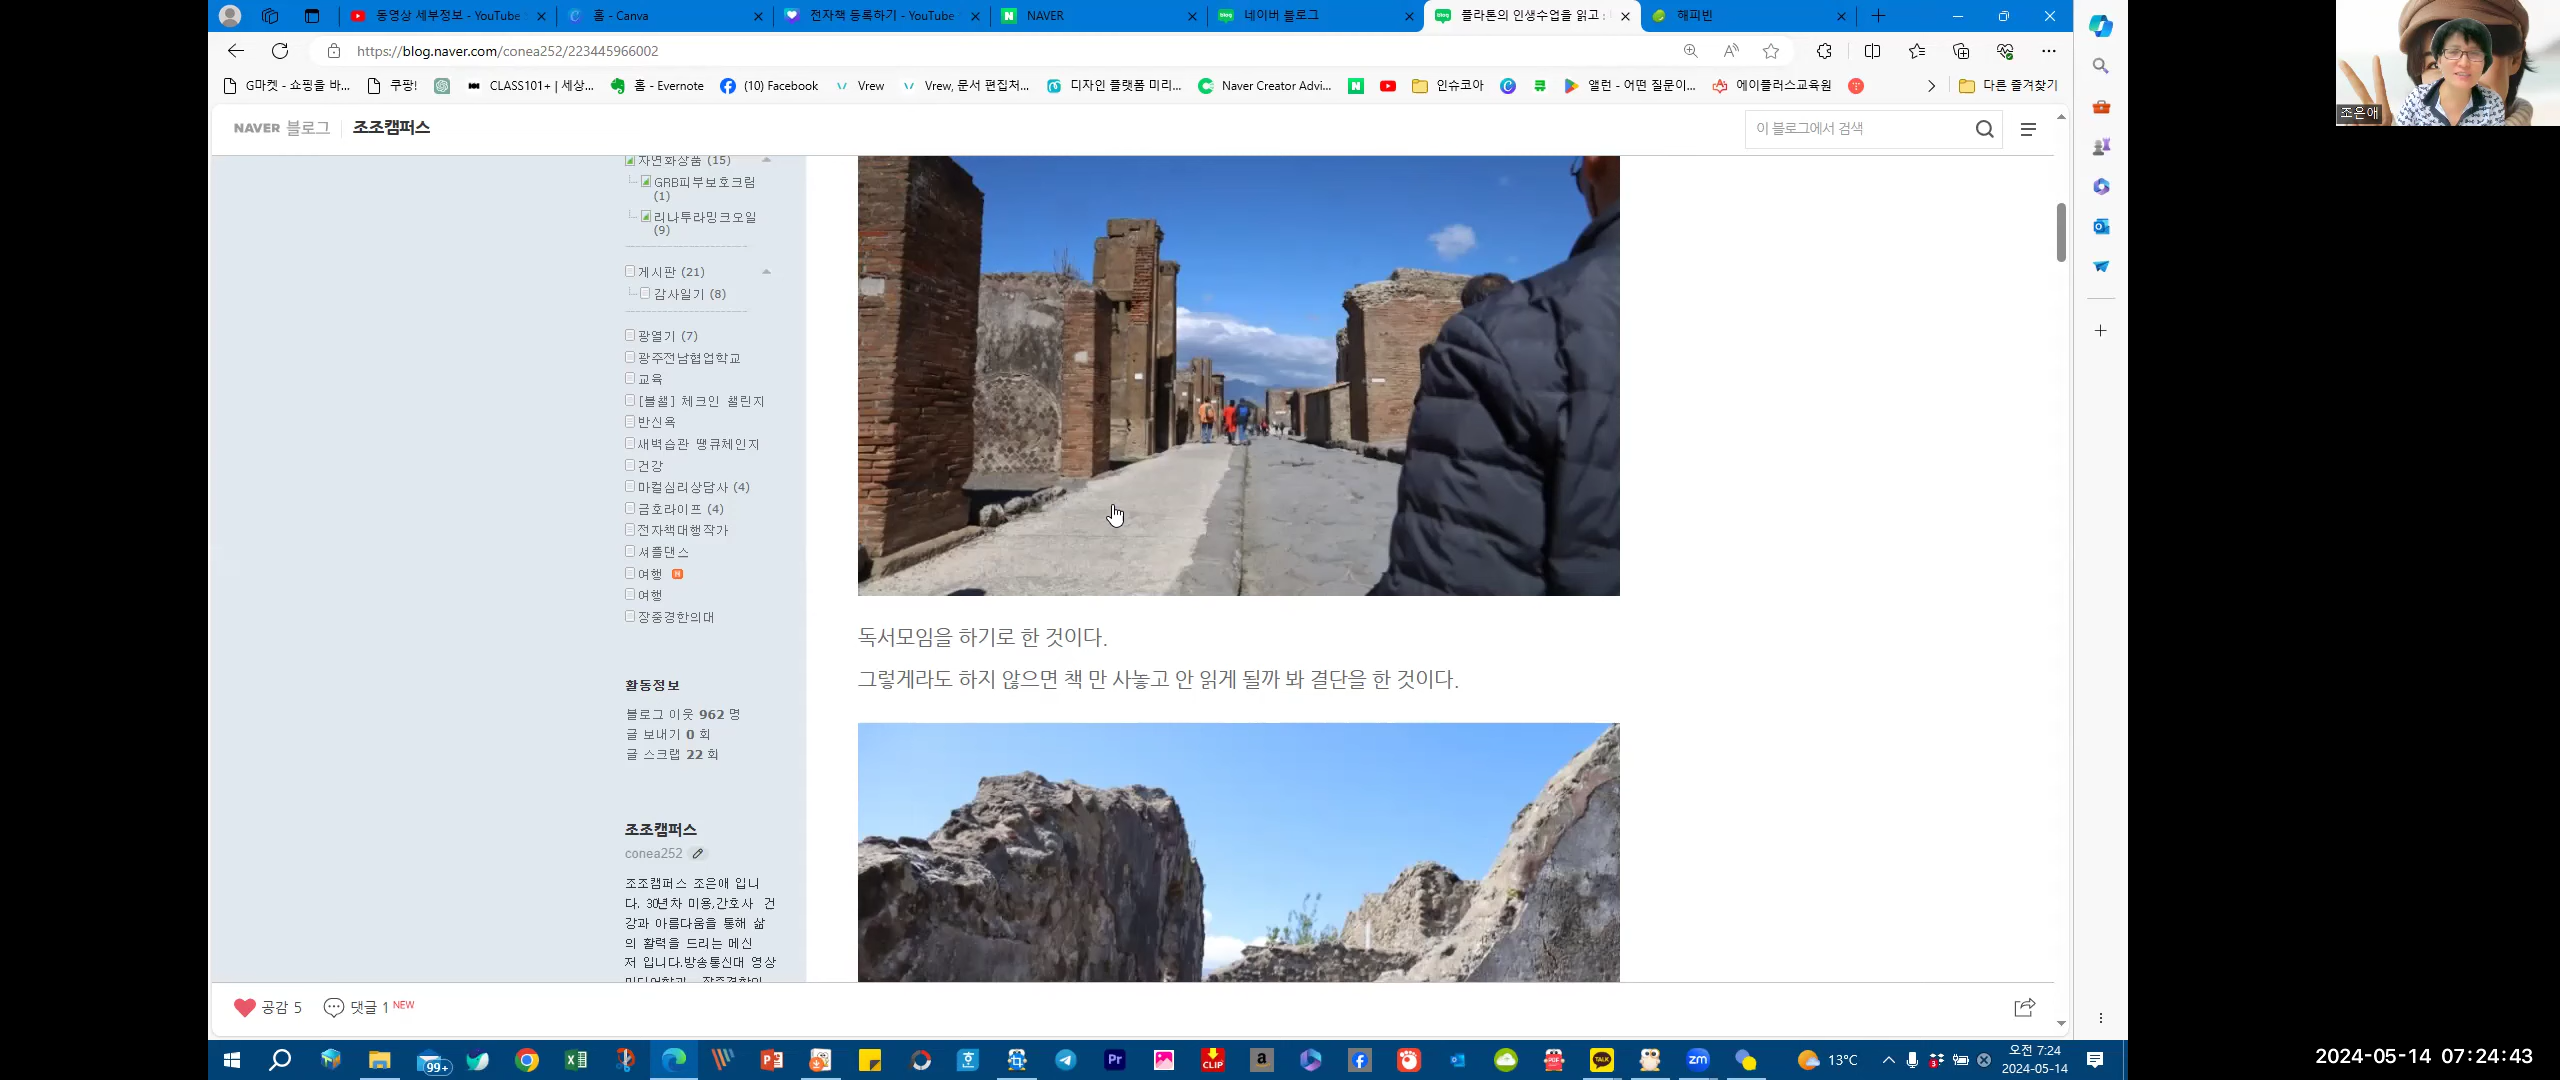 동영상 세부정보 - YouTube
홈 - Canva
전자책 등록하기 - YouTube
NAVER
네이버 블로그
플라톤의 인생수업을 읽고 :
해피빈
https://blog.naver.com/conea252/223445966002
G마켓 - 쇼핑을 바...
쿠팡!
CLASS101+ | 세상...
홈 - Evernote
(10) Facebook
Vrew
Vrew, 문서 편집처...
디자인 플랫폼 미리...
Naver Creator Advi...
인슈코아
앨런 - 어떤 질문이...
에이플러스교육원
다른 즐겨찾기
NAVER 블로그
조조캠퍼스
이 블로그에서 검색
조은애
자연화상품 (15)
GRB피부보호크림
(1)
리나투라밍크오일
(9)
게시판 (21)
감사일기 (8)
광열기 (7)
광주전남협업학교
교육
[블챌] 체크인 챌린지
반신욕
새벽습관 땡큐체인지
건강
마컬심리상담사 (4)
금호라이프 (4)
전자책대행작가
셔플댄스
여행
여행
장중경한의대
활동정보
블로그 이웃 962 명
글 보내기 0 회
글 스크랩 22 회
조조캠퍼스
conea252
조조캠퍼스 조은애 입니
다. 30년차 미용,간호사 건
강과 아름다움을 통해 삶
의 활력을 드리는 메신
저 입니다.방송통신대 영상
독서모임을 하기로 한 것이다.
그렇게라도 하지 않으면 책 만 사놓고 안 읽게 될까 봐 결단을 한 것이다.
공감 5
댓글 1 NEW
99+
13°C
오전 7:24
2024-05-14
2024-05-14 07:24:43